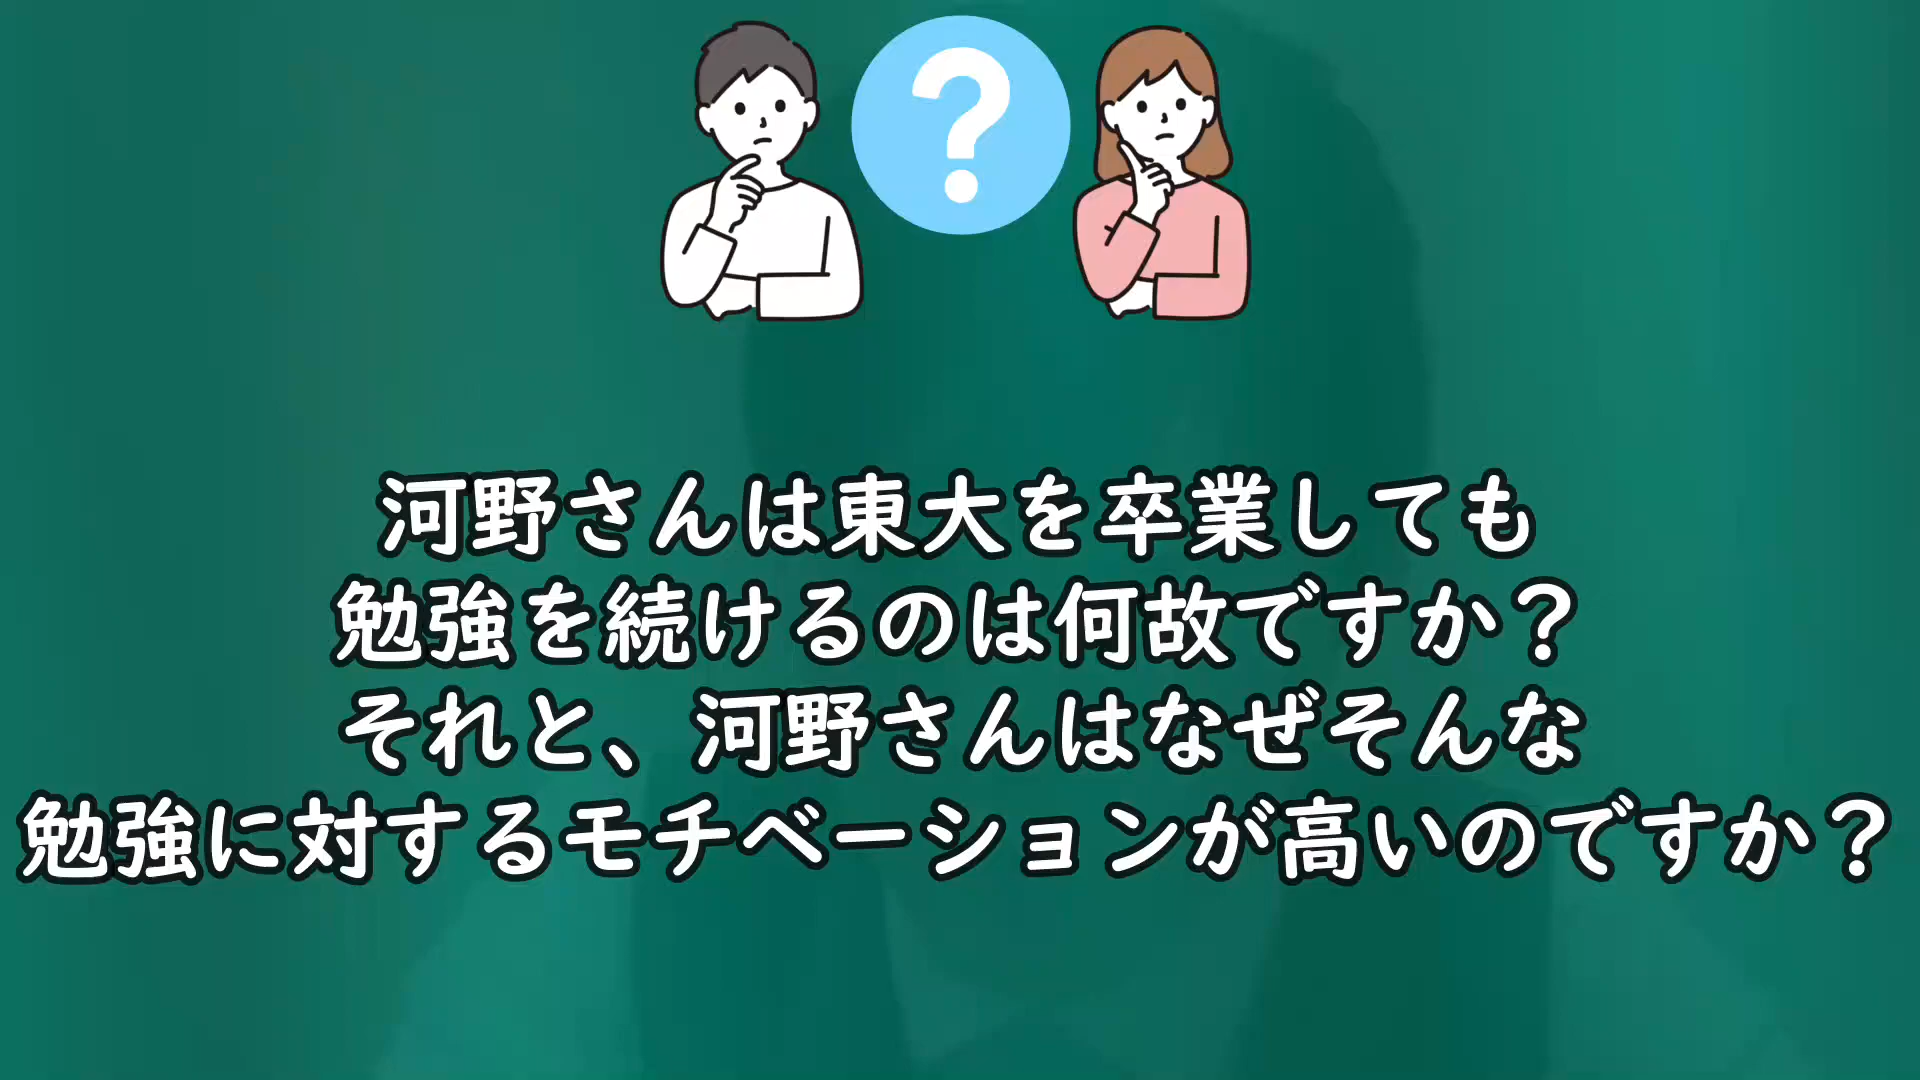 ?
河野さんは東大を卒業しても
勉強を続けるのは何故ですか?
それと、河野さんはなぜそんな
勉強に対するモチベーションが高いのですか?